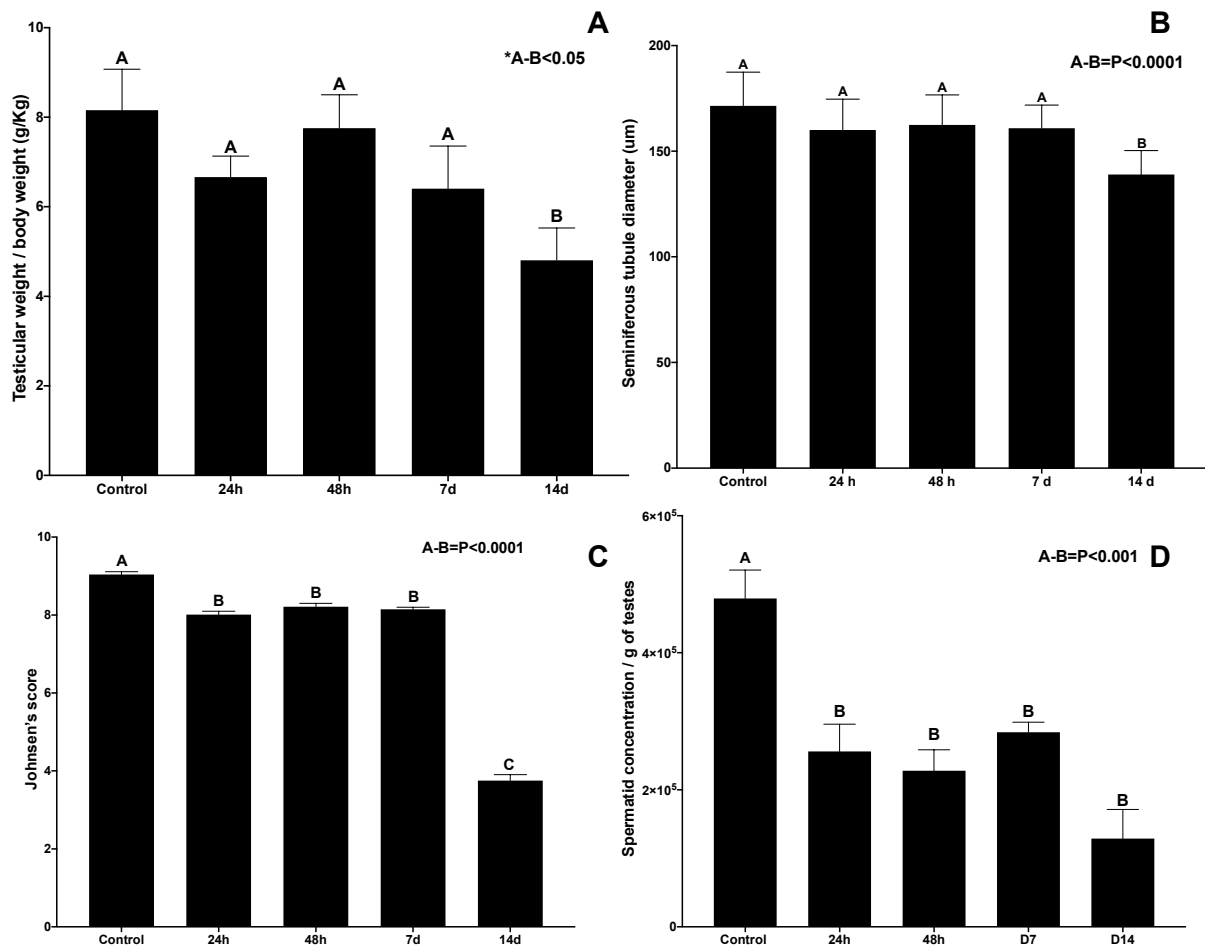 A
*A-B<0.05
Testicular weight / body weight (g/Kg)
10
8
6
4
2
0
A
A
A
A
B
Control 24h 48h 7d 14d
B
A-B=P<0.0001
Seminiferous tubule diameter (um)
200
150
100
50
0
A
A
A
A
B
Control 24 h 48 h 7 d 14 d
C
A-B=P<0.0001
Johnsen's score
10
8
6
4
2
0
A
B
B
B
C
Control 24h 48h 7d 14d
D
A-B=P<0.001
Spermatid concentration / g of testes
6×10⁵
4×10⁵
2×10⁵
0
A
B
B
B
B
Control 24h 48h D7 D14